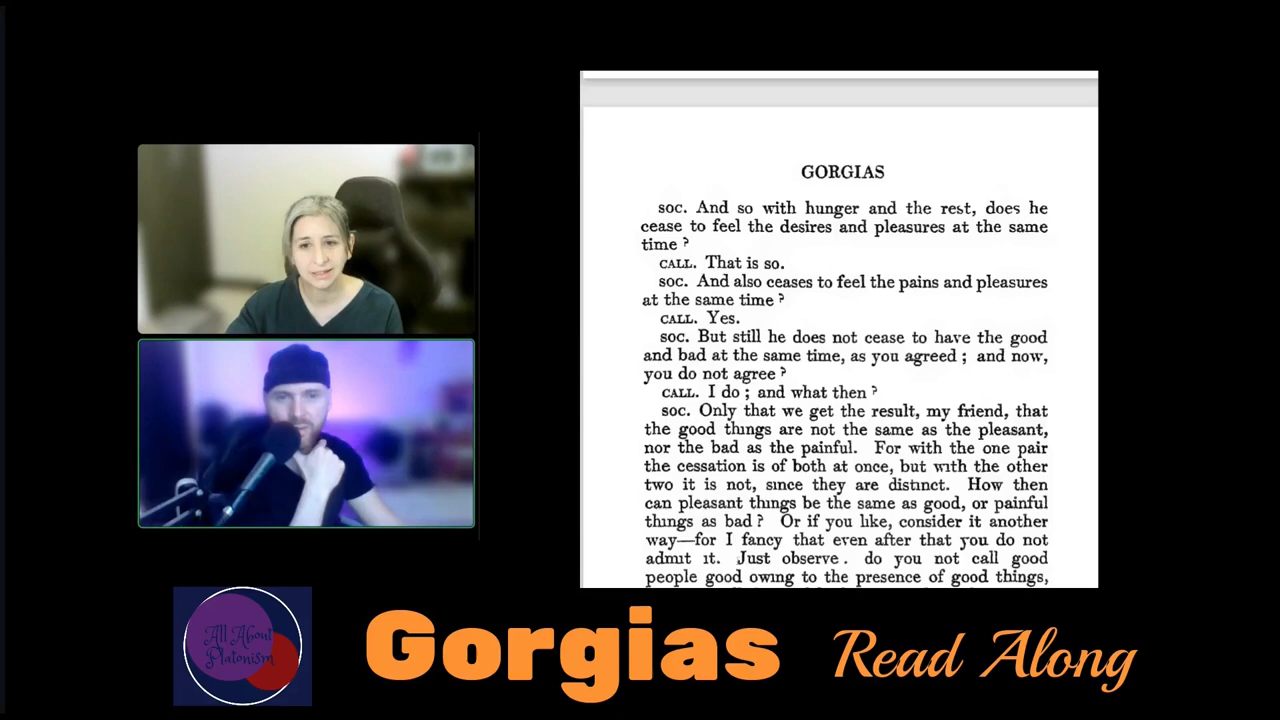 GORGIAS
SOC. And so with hunger and the rest, does he
cease to feel the desires and pleasures at the same
time ?
CALL. That is so.
SOC. And also ceases to feel the pains and pleasures
at the same time ?
CALL. Yes.
SOC. But still he does not cease to have the good
and bad at the same time, as you agreed ; and now,
you do not agree ?
CALL. I do ; and what then ?
SOC. Only that we get the result, my friend, that
the good things are not the same as the pleasant,
nor the bad as the painful. For with the one pair
the cessation is of both at once, but with the other
two it is not, since they are distinct. How then
can pleasant things be the same as good, or painful
things as bad ? Or if you like, consider it another
way—for I fancy that even after that you do not
admit it. Just observe . do you not call good
people good owing to the presence of good things,
All About
Platonism
Gorgias Read Along